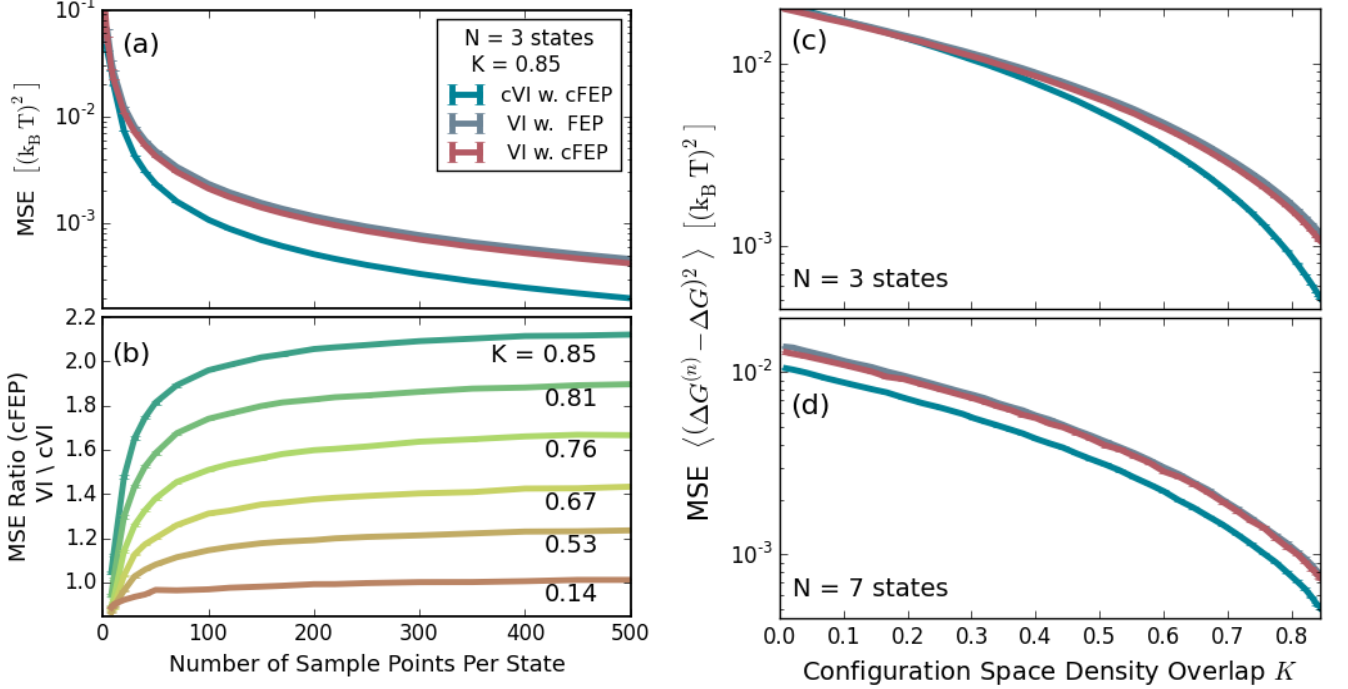 10⁻¹
10⁻²
10⁻³
MSE [(k_B T)²]
(a)
N = 3 states
K = 0.85
cVI w. cFEP
VI w. FEP
VI w. cFEP
2.2
2.0
1.8
1.6
1.4
1.2
1.0
MSE Ratio (cFEP)
VI \ cVI
(b)
K = 0.85
0.81
0.76
0.67
0.53
0.14
0 100 200 300 400 500
Number of Sample Points Per State
MSE ⟨(ΔG⁽ⁿ⁾ − ΔG)²⟩ [(k_B T)²]
10⁻²
10⁻³
(c)
N = 3 states
10⁻²
10⁻³
(d)
N = 7 states
0.0 0.1 0.2 0.3 0.4 0.5 0.6 0.7 0.8
Configuration Space Density Overlap K